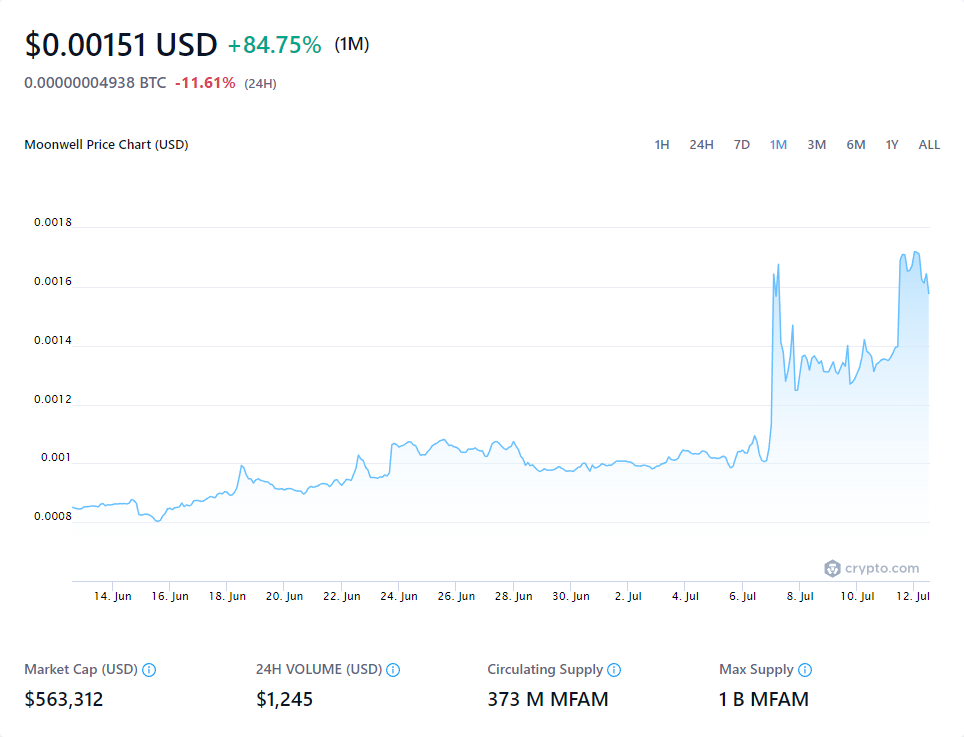 $0.00151 USD +84.75% (1M)
0.00000004938 BTC -11.61% (24H)
Moonwell Price Chart (USD) 1H 24H 7D 1M 3M 6M 1Y ALL
0.0018
0.0016
0.0014
0.0012
0.001
0.0008
crypto.com
14. Jun 16. Jun 18. Jun 20. Jun 22. Jun 24. Jun 26. Jun 28. Jun 30. Jun 2. Jul 4. Jul 6. Jul 8. Jul 10. Jul 12. Jul
Market Cap (USD) 24H VOLUME (USD) Circulating Supply Max Supply
$563,312 $1,245 373 M MFAM 1 B MFAM